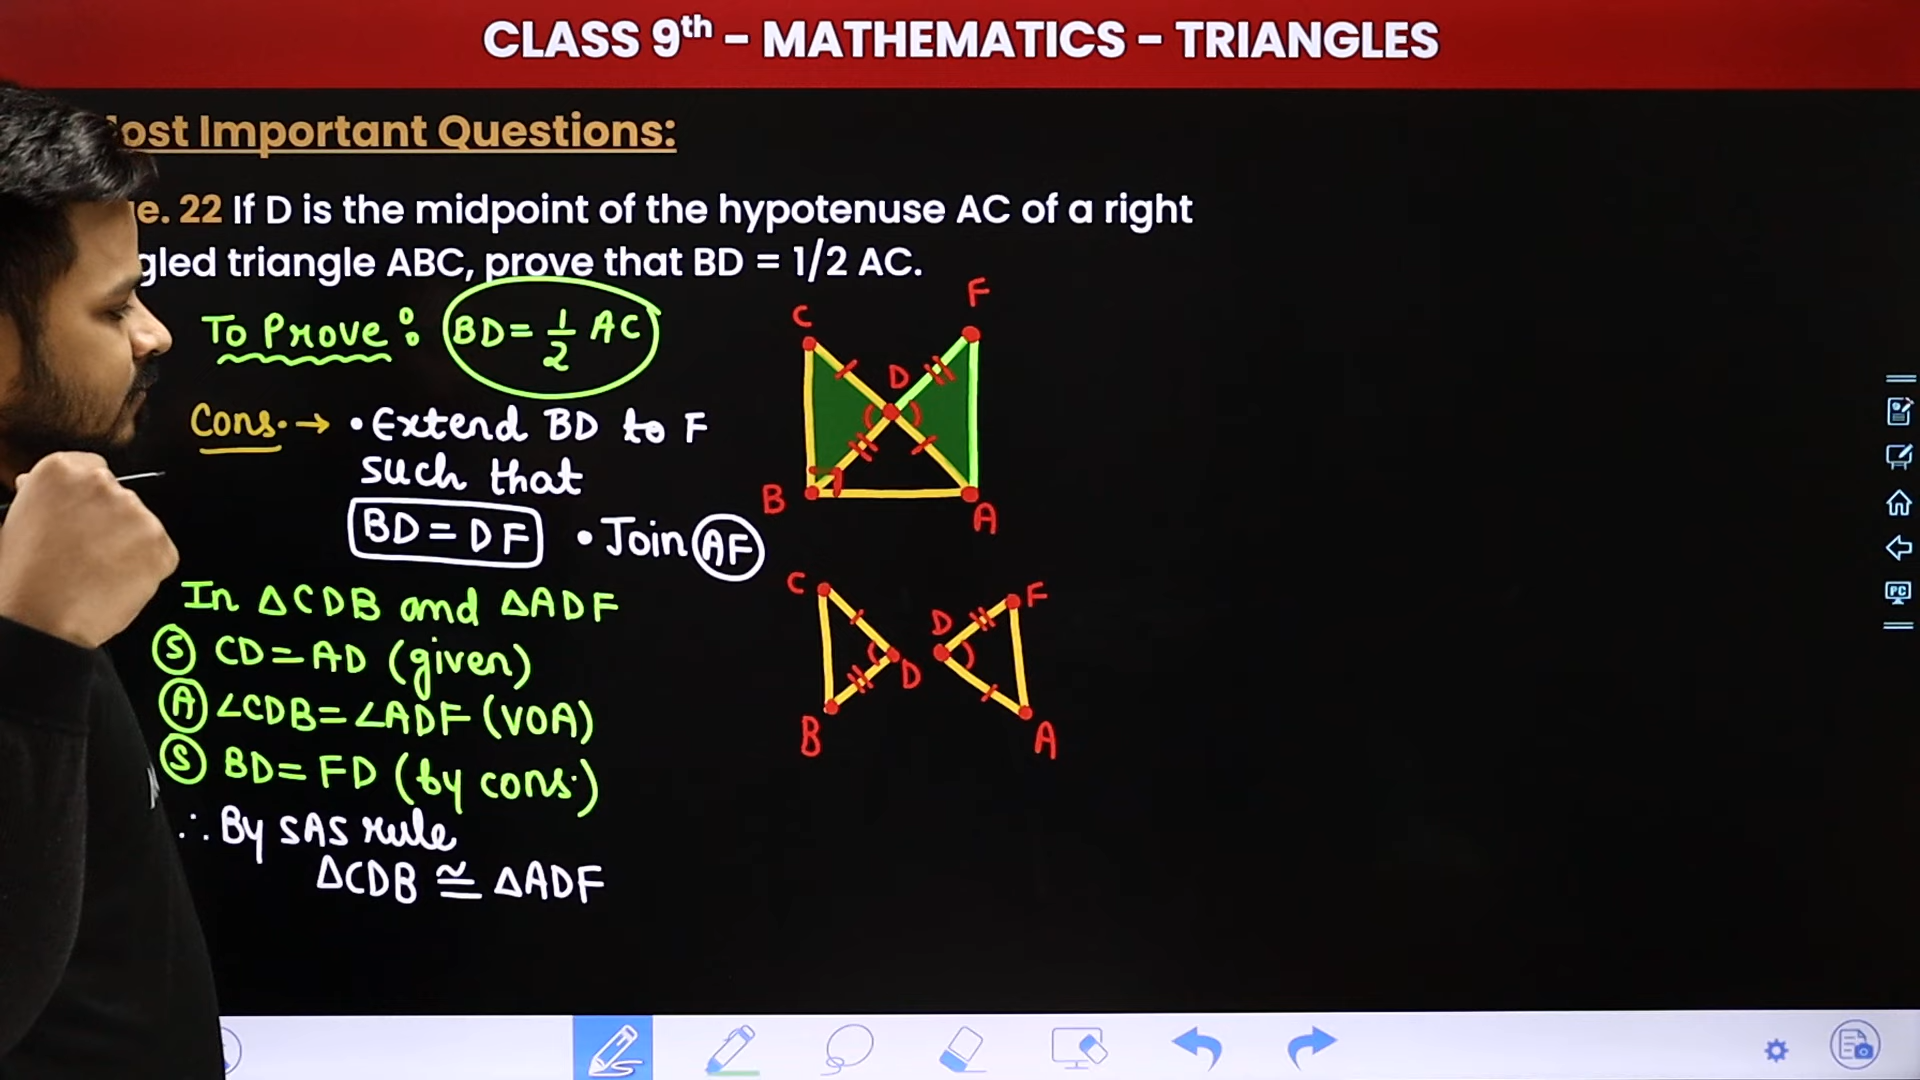 CLASS 9th - MATHEMATICS - TRIANGLES
Important Questions:
22 If D is the midpoint of the hypotenuse AC of a right
triangle ABC, prove that BD = 1/2 AC.
To Prove : BD = 1/2 AC
Cons. → • Extend BD to F
such that
BD = DF • Join AF
In ΔCDB and ΔADF
S CD = AD (given)
A ∠CDB = ∠ADF (VOA)
S BD = FD (by cons.)
∴ By SAS rule
ΔCDB ≅ ΔADF
C
F
D
B
A
C
D
B
D
F
A
PC